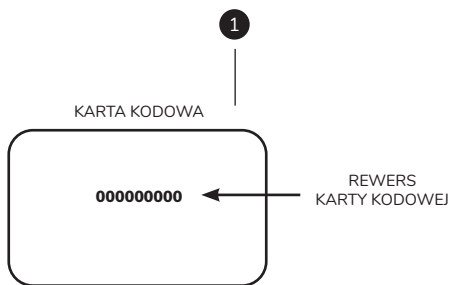 1
KARTA KODOWA
000000000
REWERS
KARTY KODOWEJ